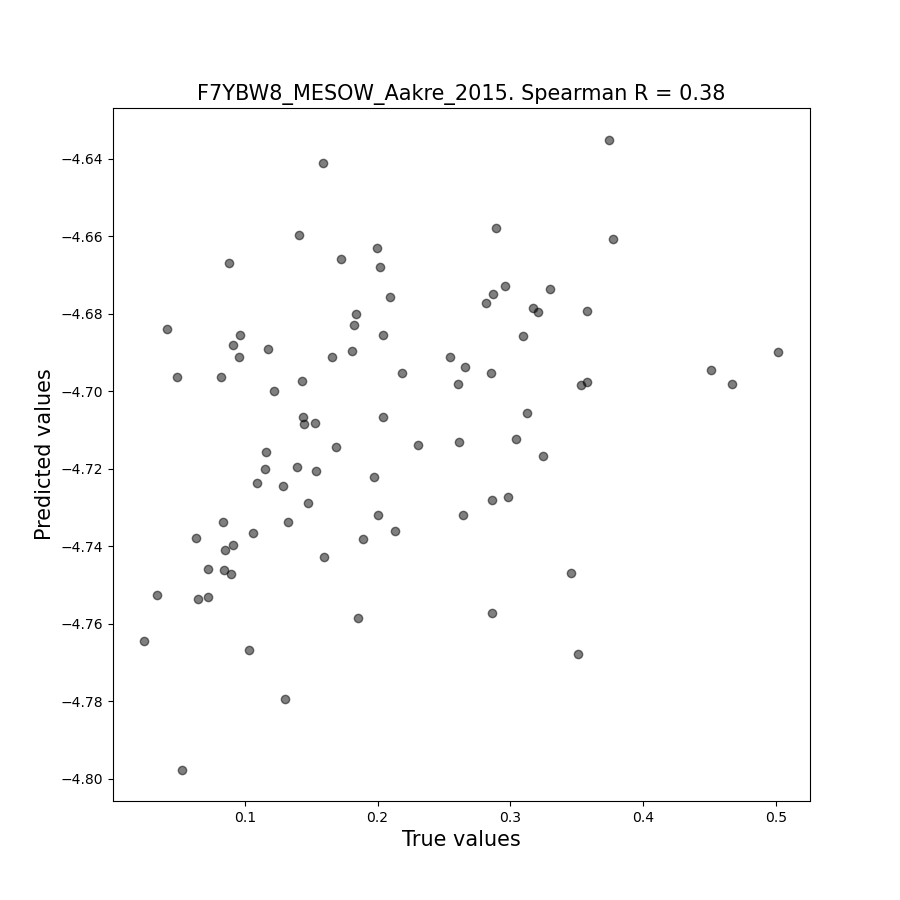 F7YBW8_MESOW_Aakre_2015. Spearman R = 0.38
−4.64
−4.66
−4.68
−4.70
−4.72
−4.74
−4.76
−4.78
−4.80
Predicted values
0.1 0.2 0.3 0.4 0.5
True values